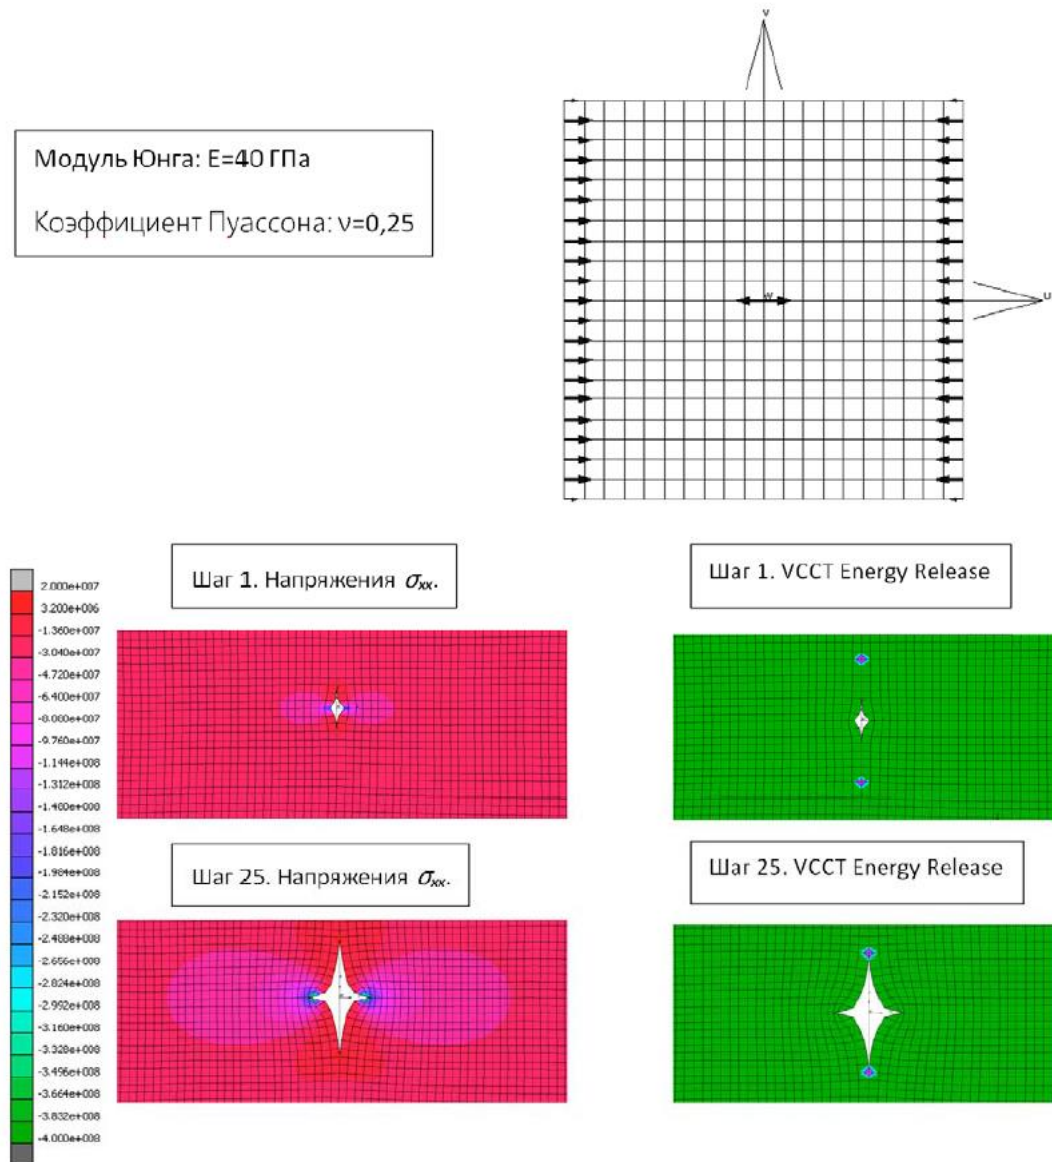 v
Модуль Юнга: E=40 ГПа
Коэффициент Пуассона: ν=0,25
w
u
Шаг 1. Напряжения σxx.
Шаг 1. VCCT Energy Release
2.000e+007
3.200e+006
-1.360e+007
-3.040e+007
-4.720e+007
-6.400e+007
-8.080e+007
-9.760e+007
-1.144e+008
-1.312e+008
-1.480e+008
-1.648e+008
-1.816e+008
-1.984e+008
-2.152e+008
-2.320e+008
-2.488e+008
-2.656e+008
-2.824e+008
-2.992e+008
-3.160e+008
-3.328e+008
-3.496e+008
-3.664e+008
-3.832e+008
-4.000e+008
Шаг 25. Напряжения σxx.
Шаг 25. VCCT Energy Release